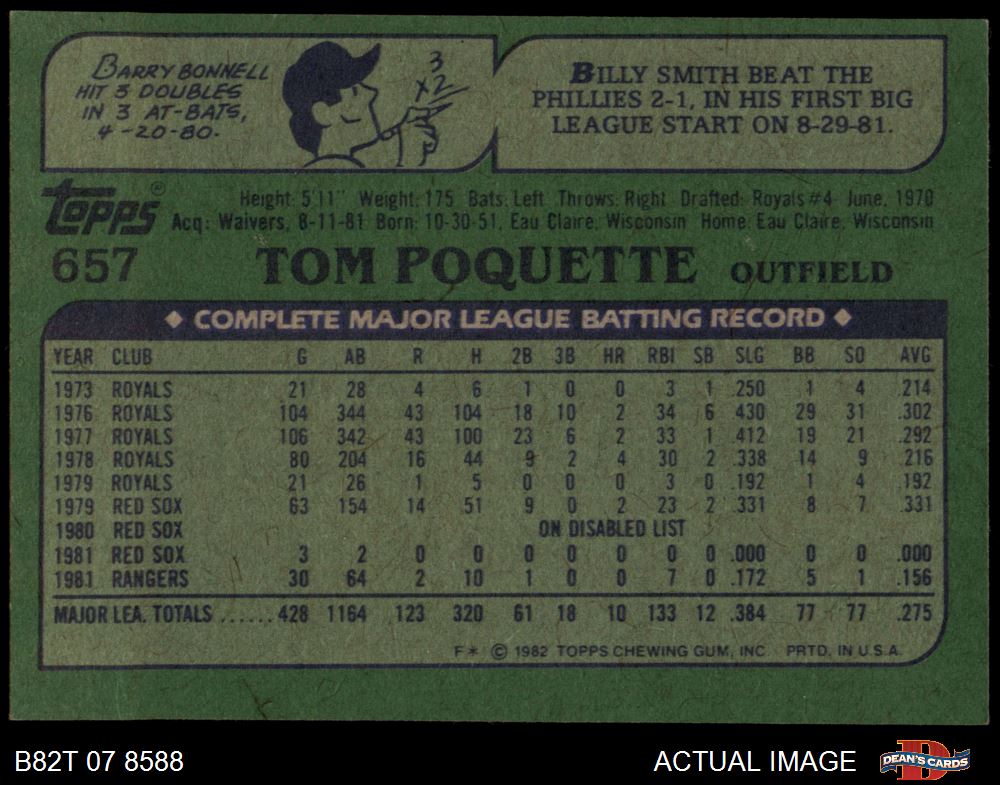 BARRY BONNELL
HIT 3 DOUBLES
IN 3 AT-BATS,
4-20-80.
3
x2
BILLY SMITH BEAT THE
PHILLIES 2-1, IN HIS FIRST BIG
LEAGUE START ON 8-29-81.
Topps®
Height: 5'11" Weight: 175 Bats: Left Throws: Right Drafted: Royals #4 June, 1970
Acq: Waivers, 8-11-81 Born: 10-30-51, Eau Claire, Wisconsin Home: Eau Claire, Wisconsin
657 TOM POQUETTE OUTFIELD
◆ COMPLETE MAJOR LEAGUE BATTING RECORD ◆
YEAR CLUB G AB R H 2B 3B HR RBI SB SLG BB SO AVG
1973 ROYALS 21 28 4 6 1 0 0 3 1 .250 1 4 .214
1976 ROYALS 104 344 43 104 18 10 2 34 6 .430 29 31 .302
1977 ROYALS 106 342 43 100 23 6 2 33 1 .412 19 21 .292
1978 ROYALS 80 204 16 44 9 2 4 30 2 .338 14 9 .216
1979 ROYALS 21 26 1 5 0 0 0 3 0 .192 1 4 .192
1979 RED SOX 63 154 14 51 9 0 2 23 2 .331 8 7 .331
1980 RED SOX ON DISABLED LIST
1981 RED SOX 3 2 0 0 0 0 0 0 0 .000 0 0 .000
1981 RANGERS 30 64 2 10 1 0 0 7 0 .172 5 1 .156
MAJOR LEA. TOTALS ...... 428 1164 123 320 61 18 10 133 12 .384 77 77 .275
F* © 1982 TOPPS CHEWING GUM, INC PRTD. IN U.S.A.
B82T 07 8588
ACTUAL IMAGE
D
DEAN'S CARDS